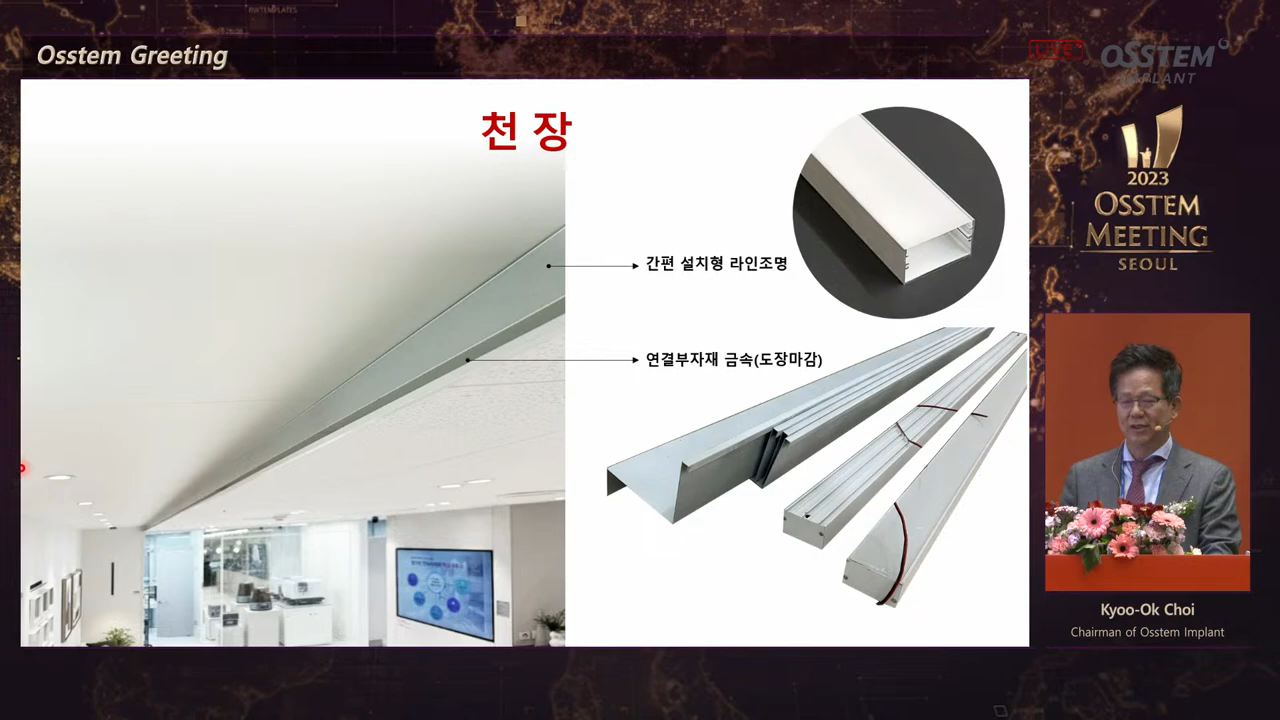 Osstem Greeting
LIVE
OSSTEM
IMPLANT
천 장
간편 설치형 라인조명
연결부자재 금속(도장마감)
2023
OSSTEM
MEETING
SEOUL
Kyoo-Ok Choi
Chairman of Osstem Implant